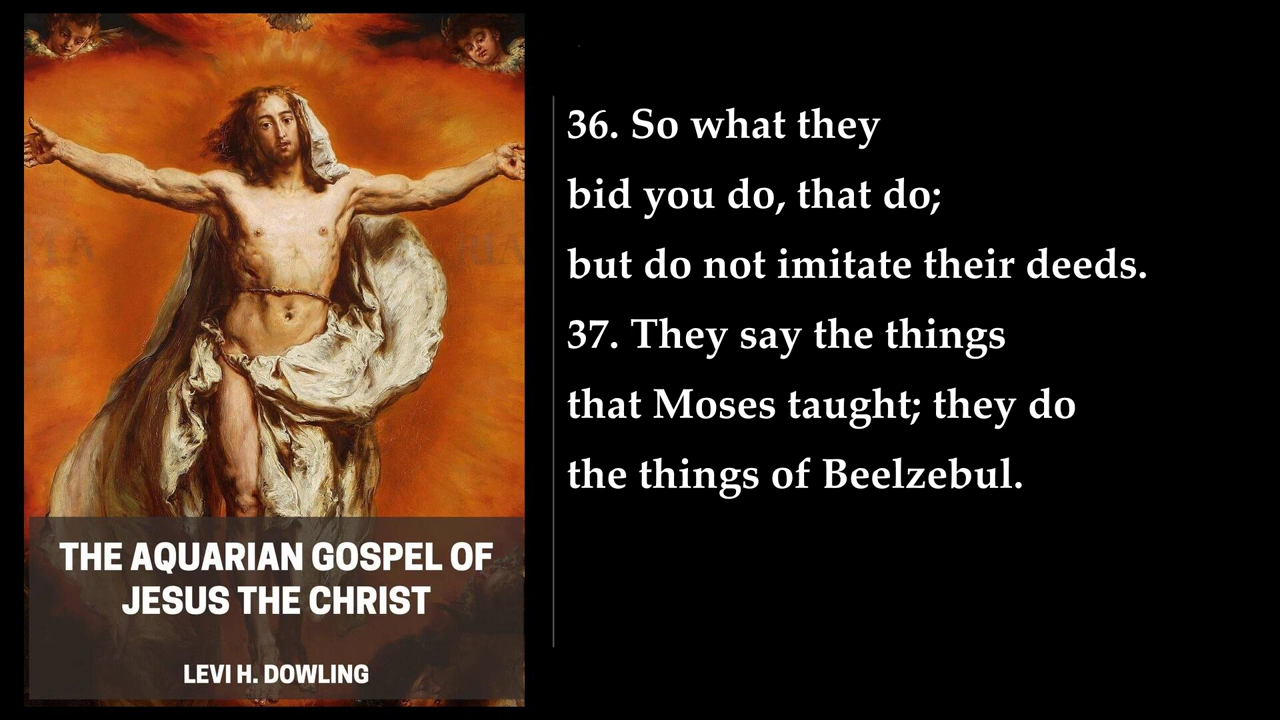 THE AQUARIAN GOSPEL OF
JESUS THE CHRIST
LEVI H. DOWLING
36. So what they
bid you do, that do;
but do not imitate their deeds.
37. They say the things
that Moses taught; they do
the things of Beelzebul.